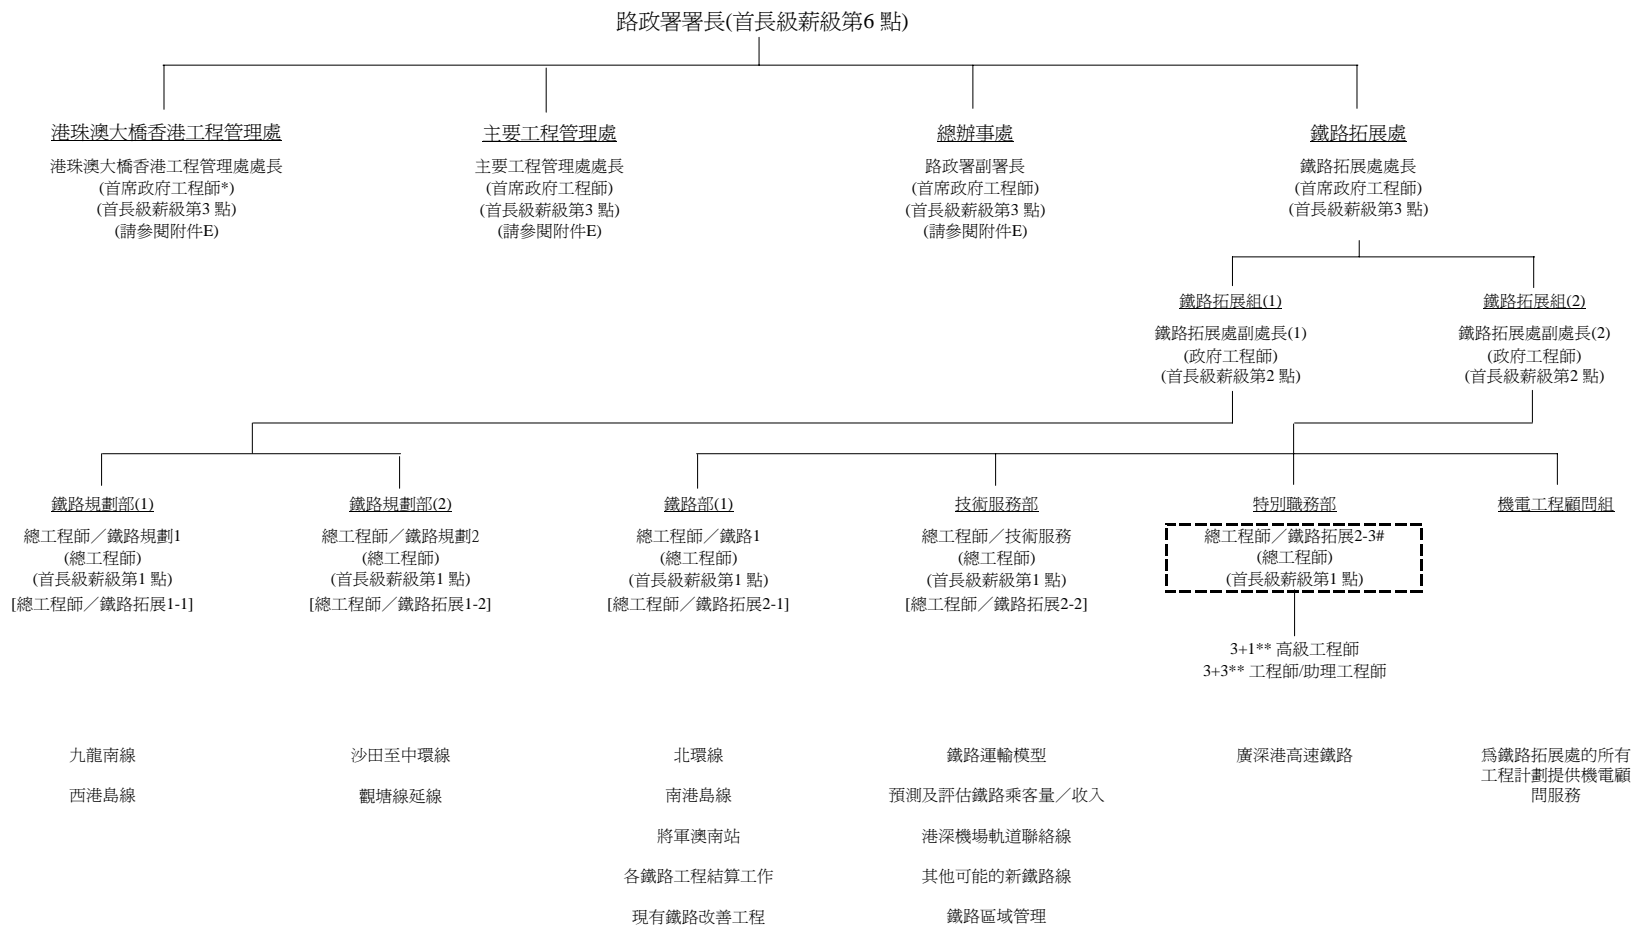 路政署署長(首長級薪級第6 點)
港珠澳大橋香港工程管理處
港珠澳大橋香港工程管理處處長
(首席政府工程師*)
(首長級薪級第3 點)
(請參閱附件E)
主要工程管理處
主要工程管理處處長
(首席政府工程師)
(首長級薪級第3 點)
(請參閱附件E)
總辦事處
路政署副署長
(首席政府工程師)
(首長級薪級第3 點)
(請參閱附件E)
鐵路拓展處
鐵路拓展處處長
(首席政府工程師)
(首長級薪級第3 點)
鐵路拓展組(1)
鐵路拓展處副處長(1)
(政府工程師)
(首長級薪級第2 點)
鐵路拓展組(2)
鐵路拓展處副處長(2)
(政府工程師)
(首長級薪級第2 點)
鐵路規劃部(1)
總工程師／鐵路規劃1
(總工程師)
(首長級薪級第1 點)
[總工程師／鐵路拓展1-1]
九龍南線
西港島線
鐵路規劃部(2)
總工程師／鐵路規劃2
(總工程師)
(首長級薪級第1 點)
[總工程師／鐵路拓展1-2]
沙田至中環線
觀塘線延線
鐵路部(1)
總工程師／鐵路1
(總工程師)
(首長級薪級第1 點)
[總工程師／鐵路拓展2-1]
北環線
南港島線
將軍澳南站
各鐵路工程結算工作
現有鐵路改善工程
技術服務部
總工程師／技術服務
(總工程師)
(首長級薪級第1 點)
[總工程師／鐵路拓展2-2]
鐵路運輸模型
預測及評估鐵路乘客量／收入
港深機場軌道聯絡線
其他可能的新鐵路線
鐵路區域管理
特別職務部
總工程師／鐵路拓展2-3#
(總工程師)
(首長級薪級第1 點)
3+1** 高級工程師
3+3** 工程師/助理工程師
廣深港高速鐵路
機電工程顧問組
爲鐵路拓展處的所有
工程計劃提供機電顧
問服務